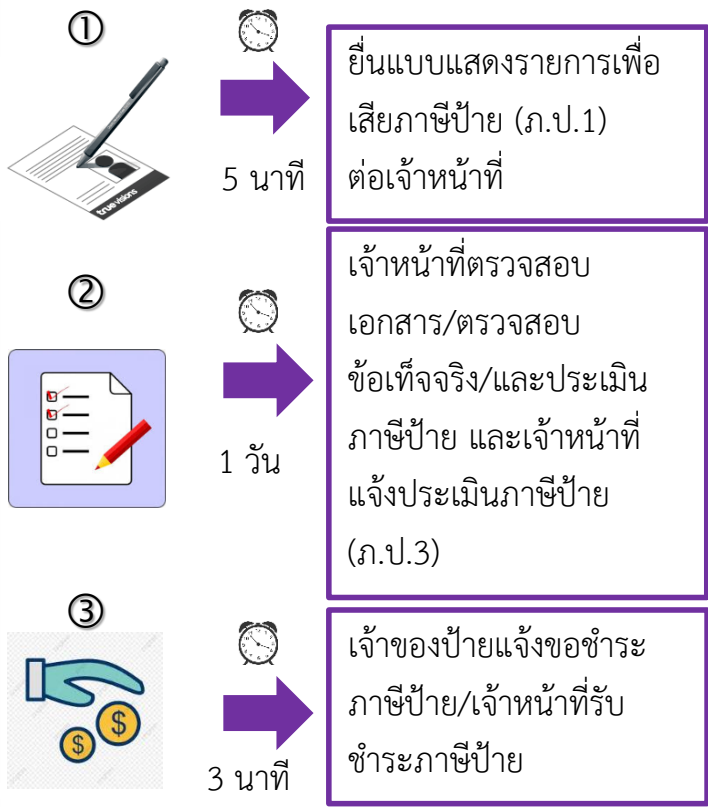 ①
5 นาที
ยื่นแบบแสดงรายการเพื่อ
เสียภาษีป้าย (ภ.ป.1)
ต่อเจ้าหน้าที่
truevisions
②
1 วัน
เจ้าหน้าที่ตรวจสอบ
เอกสาร/ตรวจสอบ
ข้อเท็จจริง/และประเมิน
ภาษีป้าย และเจ้าหน้าที่
แจ้งประเมินภาษีป้าย
(ภ.ป.3)
③
$
$
3 นาที
เจ้าของป้ายแจ้งขอชำระ
ภาษีป้าย/เจ้าหน้าที่รับ
ชำระภาษีป้าย